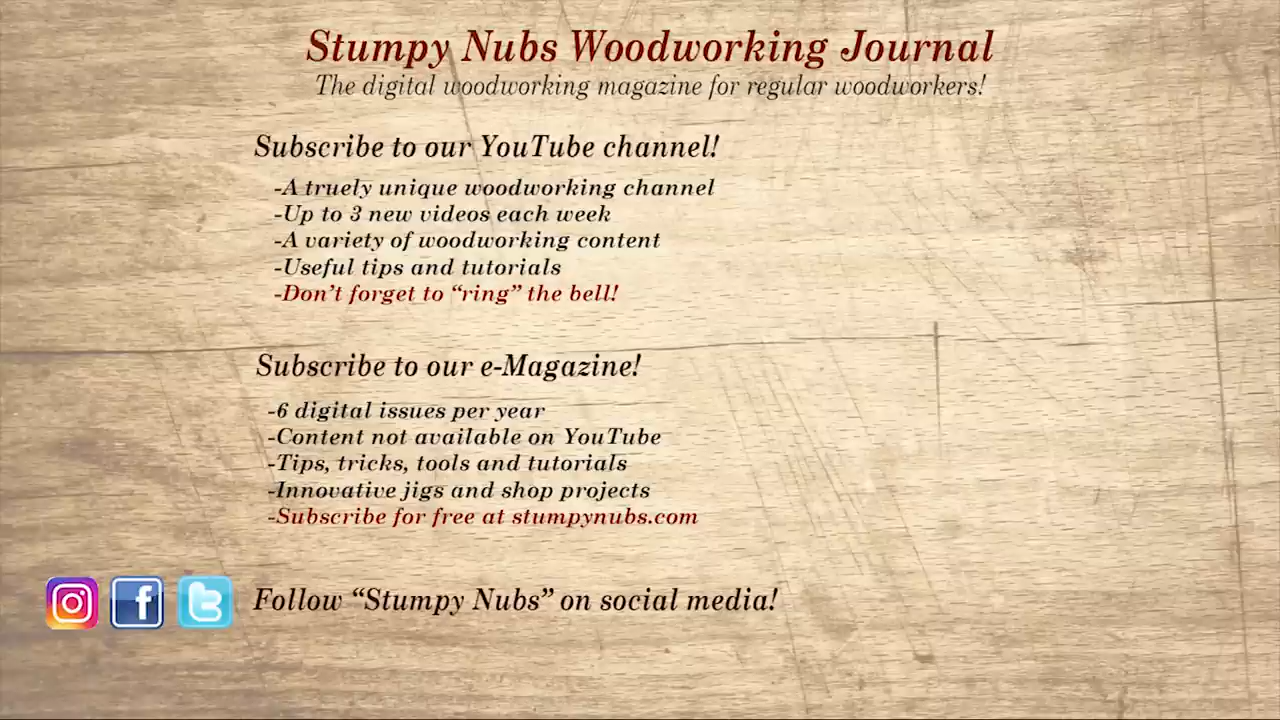 Stumpy Nubs Woodworking Journal
The digital woodworking magazine for regular woodworkers!
Subscribe to our YouTube channel!
-A truely unique woodworking channel
-Up to 3 new videos each week
-A variety of woodworking content
-Useful tips and tutorials
-Don't forget to “ring” the bell!
Subscribe to our e-Magazine!
-6 digital issues per year
-Content not available on YouTube
-Tips, tricks, tools and tutorials
-Innovative jigs and shop projects
-Subscribe for free at stumpynubs.com
Follow “Stumpy Nubs” on social media!